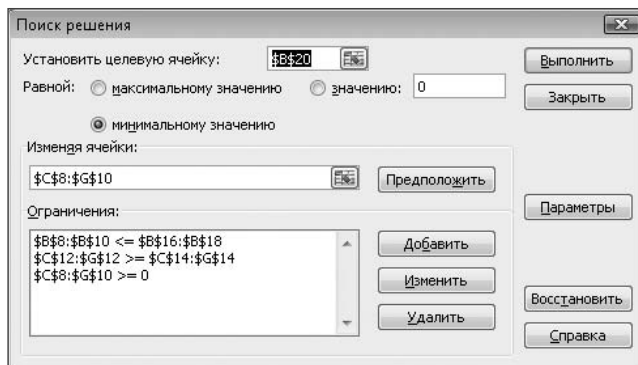 Поиск решения
Установить целевую ячейку: $B$20
Выполнить
Равной: максимальному значению значению: 0
Закрыть
минимальному значению
Изменяя ячейки:
$C$8:$G$10
Предположить
Параметры
Ограничения:
$B$8:$B$10 <= $B$16:$B$18
$C$12:$G$12 >= $C$14:$G$14
$C$8:$G$10 >= 0
Добавить
Изменить
Удалить
Восстановить
Справка